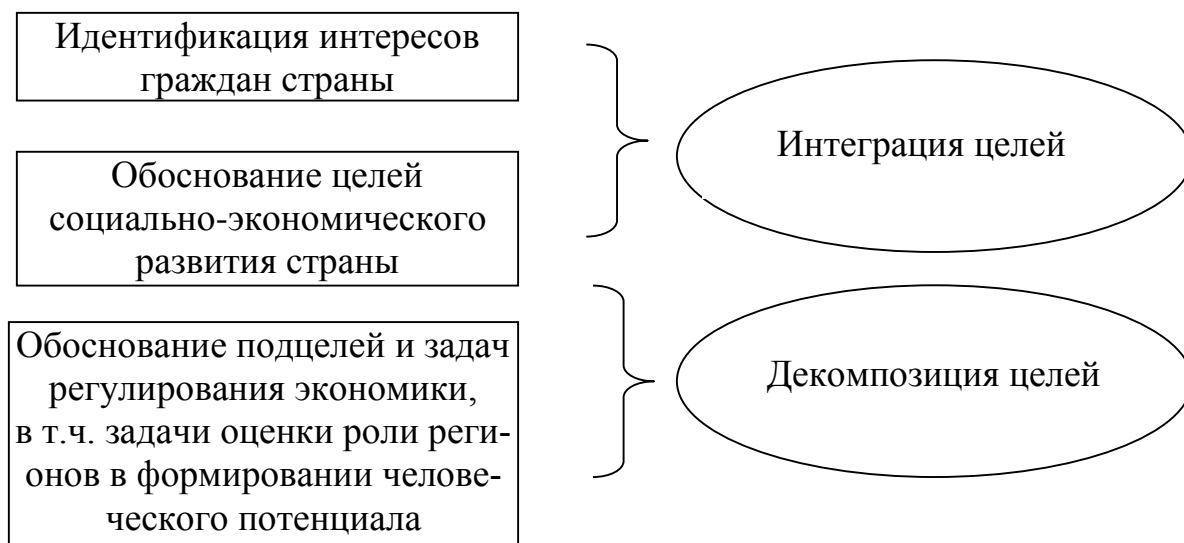 Идентификация интересов
граждан страны
Интеграция целей
Обоснование целей
социально-экономического
развития страны
Обоснование подцелей и задач
регулирования экономики,
в т.ч. задачи оценки роли реги-
онов в формировании челове-
ческого потенциала
Декомпозиция целей